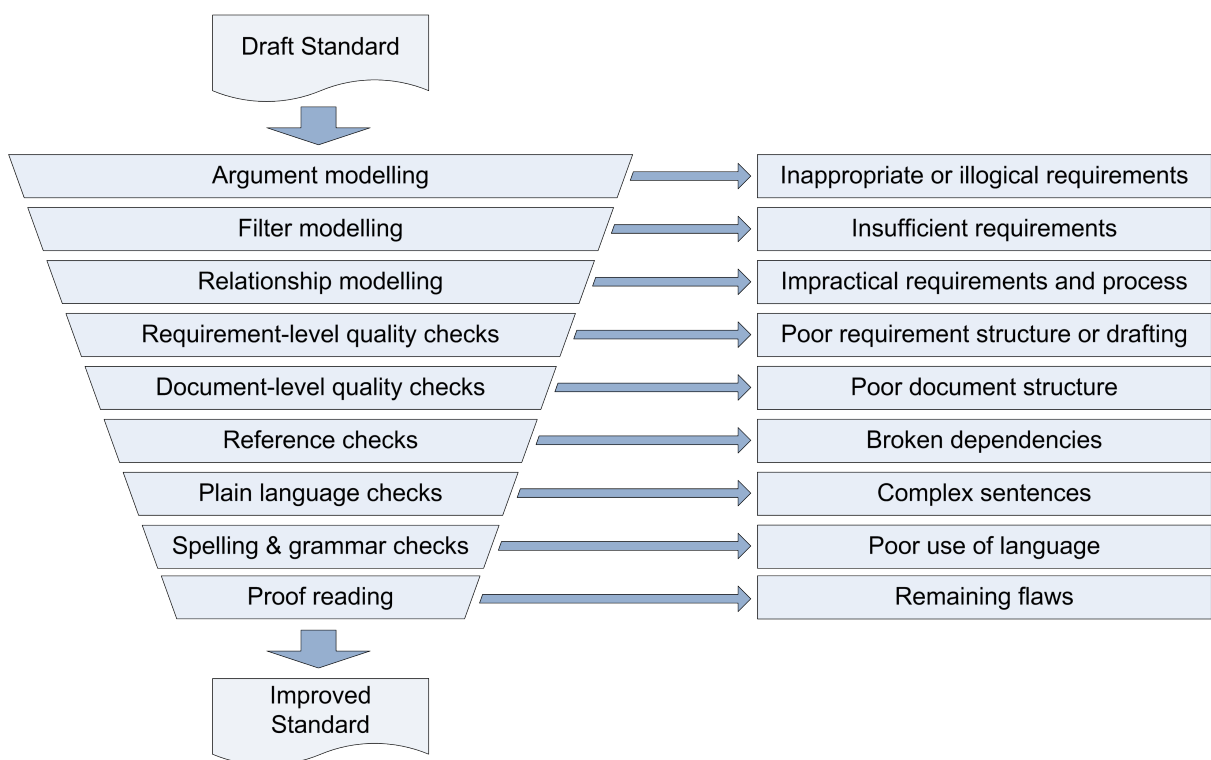 Draft Standard
Argument modelling
Inappropriate or illogical requirements
Filter modelling
Insufficient requirements
Relationship modelling
Impractical requirements and process
Requirement-level quality checks
Poor requirement structure or drafting
Document-level quality checks
Poor document structure
Reference checks
Broken dependencies
Plain language checks
Complex sentences
Spelling & grammar checks
Poor use of language
Proof reading
Remaining flaws
Improved
Standard